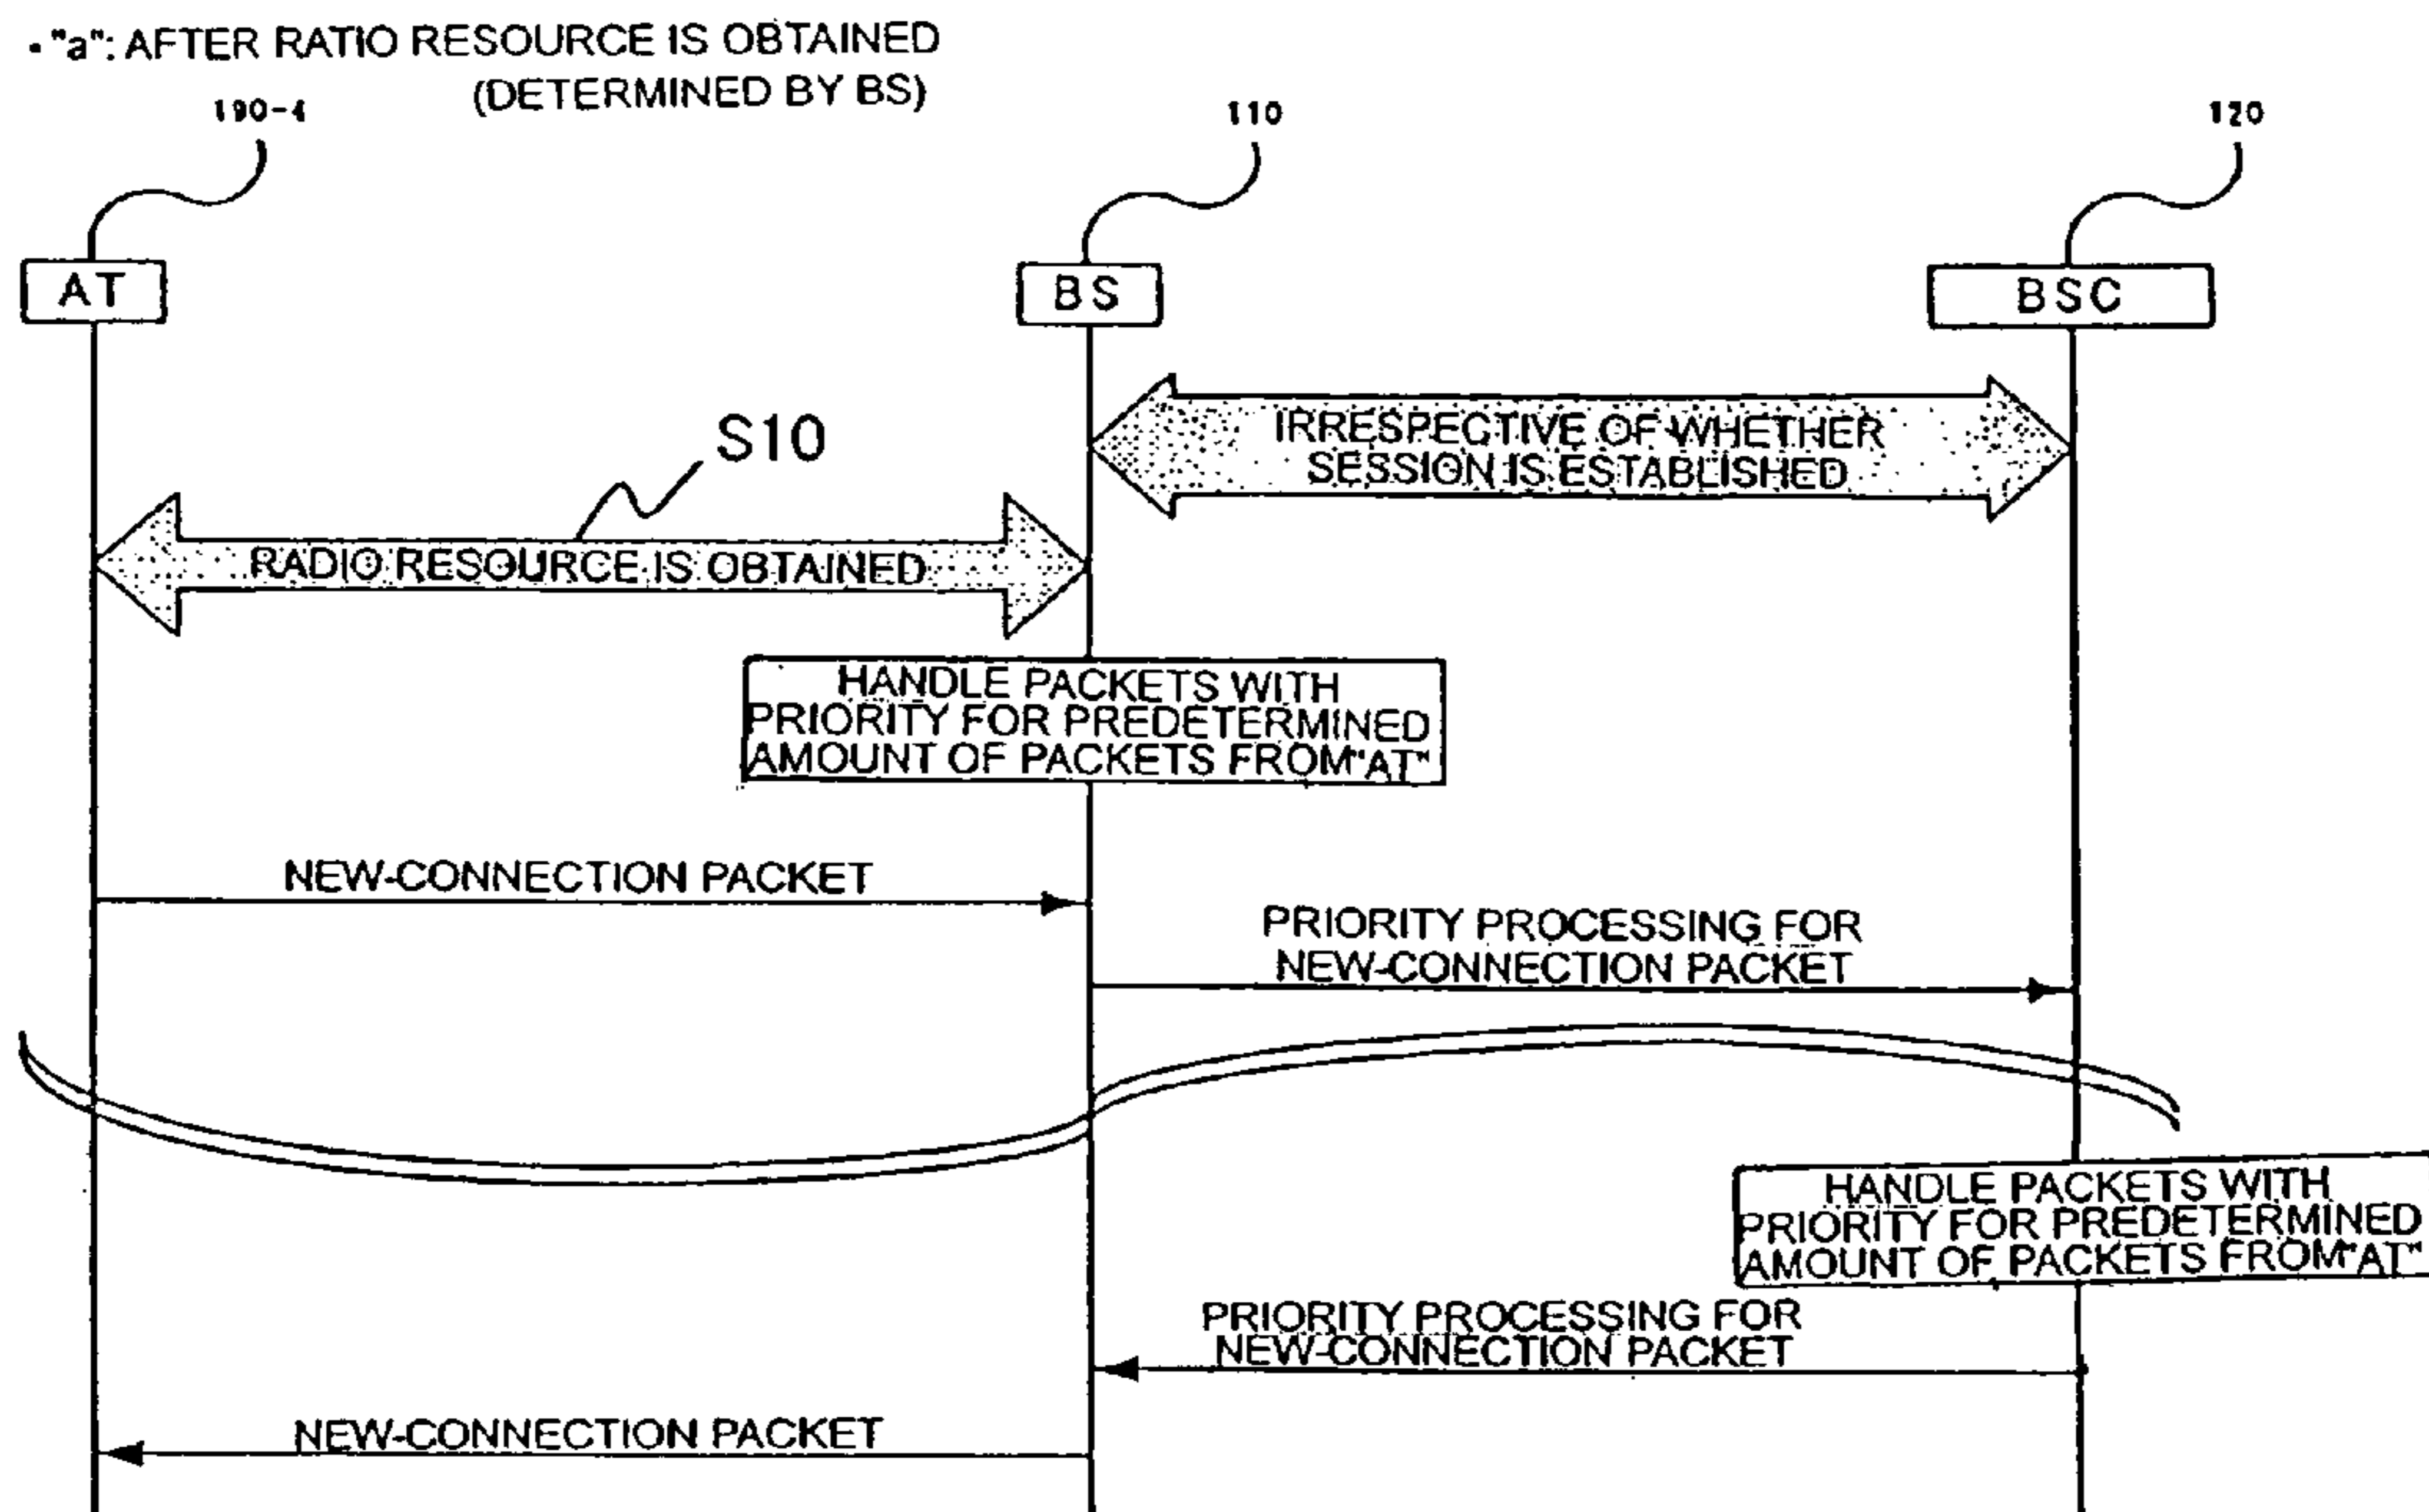 - "a": AFTER RATIO RESOURCE IS OBTAINED
(DETERMINED BY BS)
190-4
110
120
AT
BS
BSC
IRRESPECTIVE OF WHETHER
SESSION IS ESTABLISHED
S10
RADIO RESOURCE IS OBTAINED
HANDLE PACKETS WITH
PRIORITY FOR PREDETERMINED
AMOUNT OF PACKETS FROM "AT"
NEW-CONNECTION PACKET
PRIORITY PROCESSING FOR
NEW-CONNECTION PACKET
HANDLE PACKETS WITH
PRIORITY FOR PREDETERMINED
AMOUNT OF PACKETS FROM "AT"
PRIORITY PROCESSING FOR
NEW-CONNECTION PACKET
NEW-CONNECTION PACKET